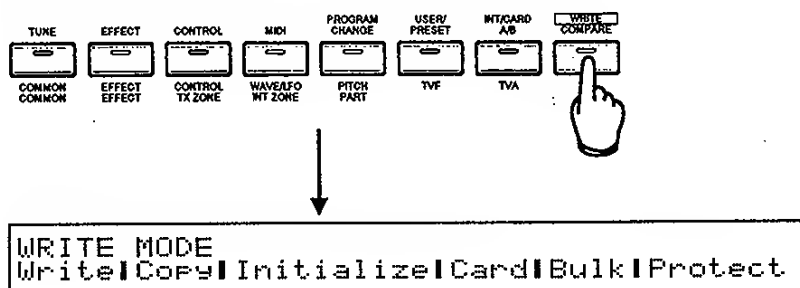 TUNE EFFECT CONTROL MIDI PROGRAM CHANGE USER/ PRESET INT/CARD A/B WRITE COMPARE
COMMON EFFECT CONTROL WAVE/LFO PITCH TVF TVA
COMMON EFFECT TX ZONE INT ZONE PART
WRITE MODE
Write Copy Initialize Card Bulk Protect